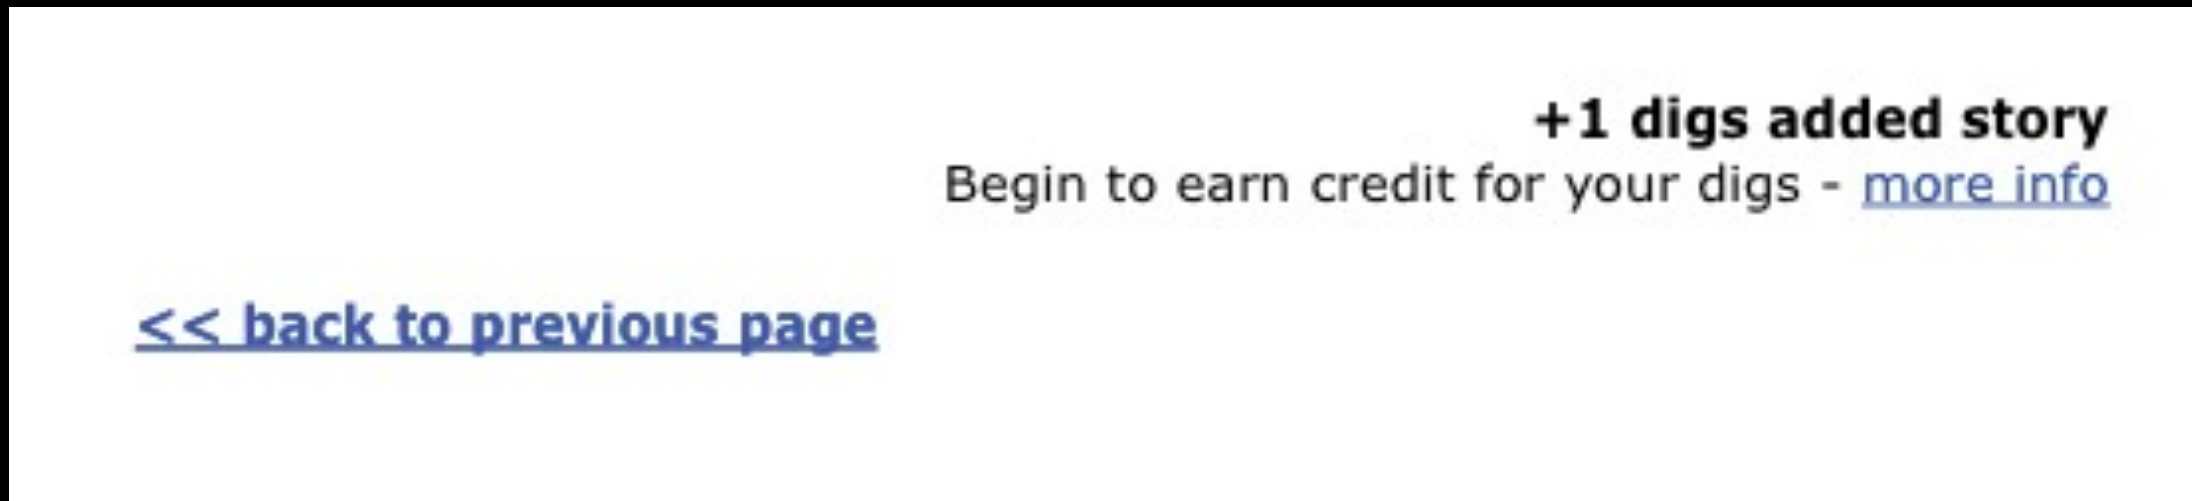 +1 digs added story
Begin to earn credit for your digs - more info
<< back to previous page